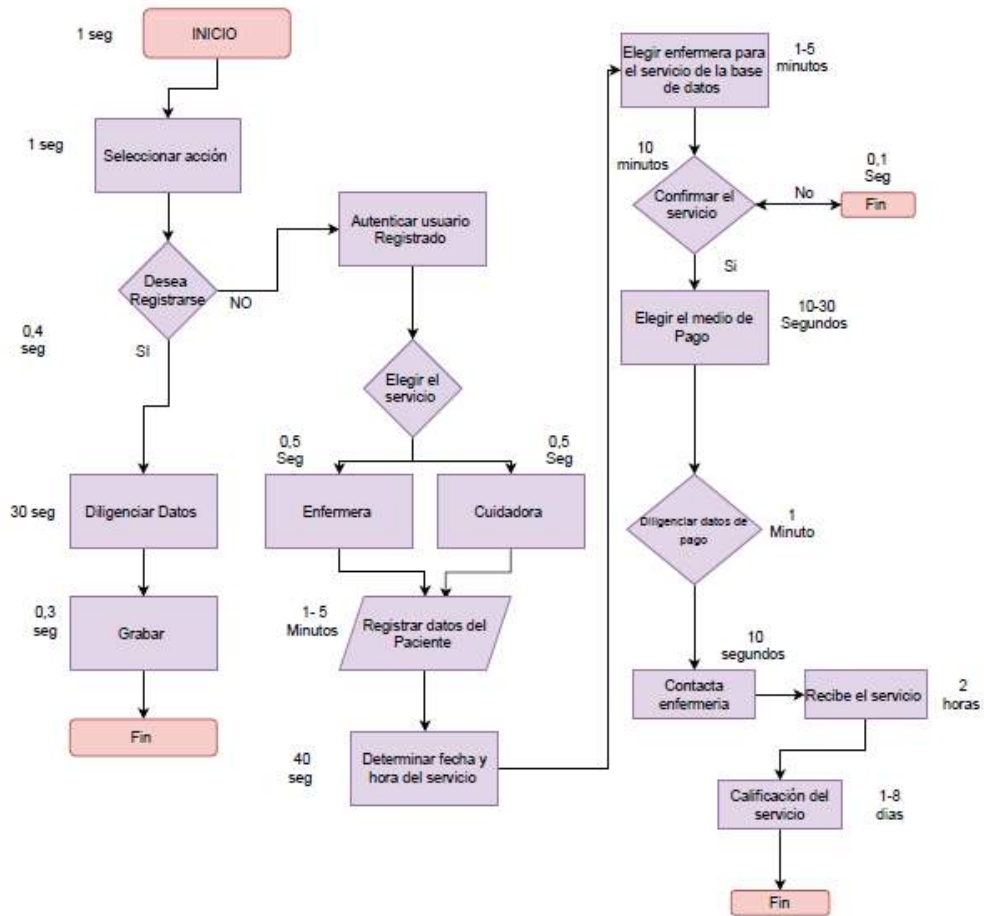 1 seg
INICIO
1 seg
Seleccionar acción
Desea
Registrarse
NO
0,4
seg
SI
30 seg
Diligenciar Datos
0,3
seg
Grabar
Fin
Autenticar usuario
Registrado
Elegir el
servicio
0,5
Seg
0,5
Seg
Enfermera
Cuidadora
1- 5
Minutos
Registrar datos del
Paciente
40
seg
Determinar fecha y
hora del servicio
Elegir enfermera para
el servicio de la base
de datos
1-5
minutos
10
minutos
Confirmar el
servicio
No
0,1
Seg
Fin
Si
Elegir el medio de
Pago
10-30
Segundos
Diligenciar datos de
pago
1
Minuto
10
segundos
Contacta
enfermeria
Recibe el servicio
2
horas
Calificación del
servicio
1-8
dias
Fin